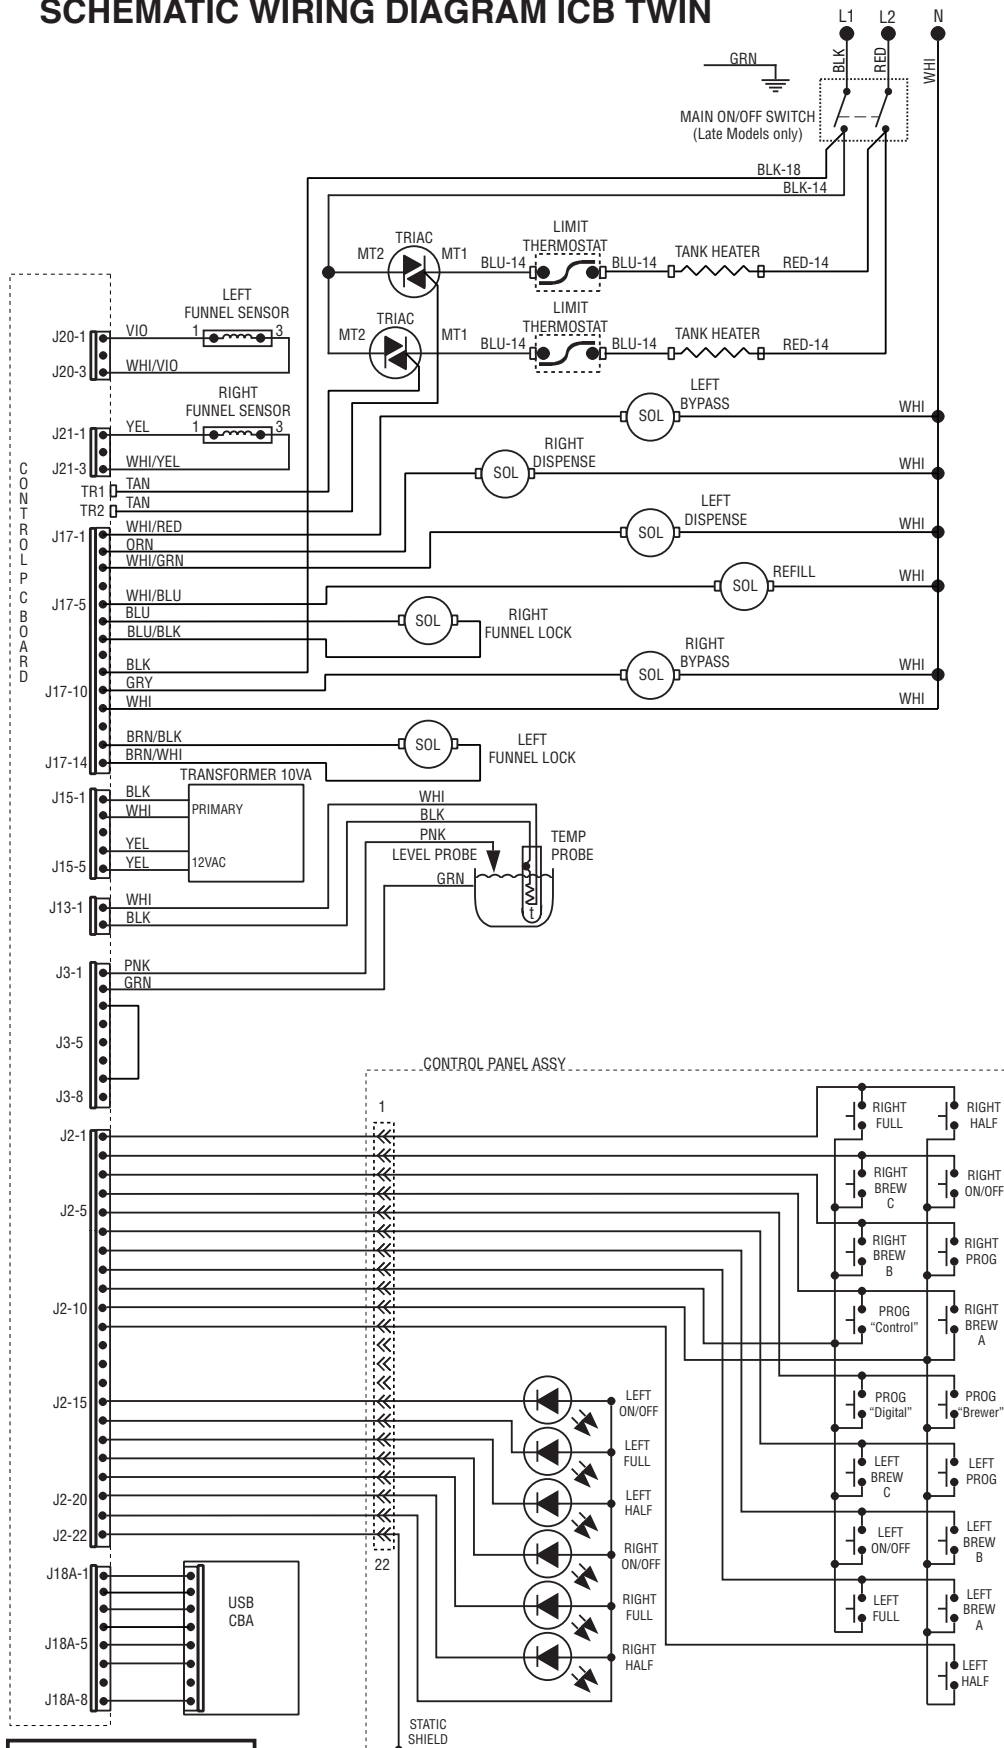 SCHEMATIC WIRING DIAGRAM ICB TWIN
L1 L2 N
BLK RED WHI
GRN
MAIN ON/OFF SWITCH
(Late Models only)
BLK-18
BLK-14
TRIAC
MT2 MT1
BLU-14
LIMIT
THERMOSTAT
BLU-14
TANK HEATER
RED-14
TRIAC
MT2 MT1
BLU-14
LIMIT
THERMOSTAT
BLU-14
TANK HEATER
RED-14
CONTROL PC BOARD
LEFT
FUNNEL SENSOR
J20-1 VIO 1 3
J20-3 WHI/VIO
RIGHT
FUNNEL SENSOR
J21-1 YEL 1 3
J21-3 WHI/YEL
TR1 TAN
TR2 TAN
J17-1 WHI/RED
ORN
WHI/GRN
J17-5 WHI/BLU
BLU
BLU/BLK
BLK
J17-10 GRY
WHI
BRN/BLK
J17-14 BRN/WHI
SOL LEFT
BYPASS WHI
SOL RIGHT
DISPENSE WHI
SOL LEFT
DISPENSE WHI
SOL REFILL WHI
SOL RIGHT
FUNNEL LOCK
SOL RIGHT
BYPASS WHI
WHI
SOL LEFT
FUNNEL LOCK
TRANSFORMER 10VA
J15-1 BLK PRIMARY
WHI
YEL
J15-5 YEL 12VAC
WHI
BLK
PNK
LEVEL PROBE
GRN
TEMP
PROBE
t
J13-1 WHI
BLK
J3-1 PNK
GRN
J3-5
J3-8
CONTROL PANEL ASSY
1
J2-1
J2-5
J2-10
J2-15
J2-20
J2-22
22
RIGHT
FULL
RIGHT
HALF
RIGHT
BREW
C
RIGHT
ON/OFF
RIGHT
BREW
B
RIGHT
PROG
PROG
“Control”
RIGHT
BREW
A
PROG
“Digital”
PROG
“Brewer”
LEFT
BREW
C
LEFT
PROG
LEFT
ON/OFF
LEFT
BREW
B
LEFT
FULL
LEFT
BREW
A
LEFT
HALF
LEFT
ON/OFF
LEFT
FULL
LEFT
HALF
RIGHT
ON/OFF
RIGHT
FULL
RIGHT
HALF
J18A-1
J18A-5
J18A-8
USB
CBA
STATIC
SHIELD